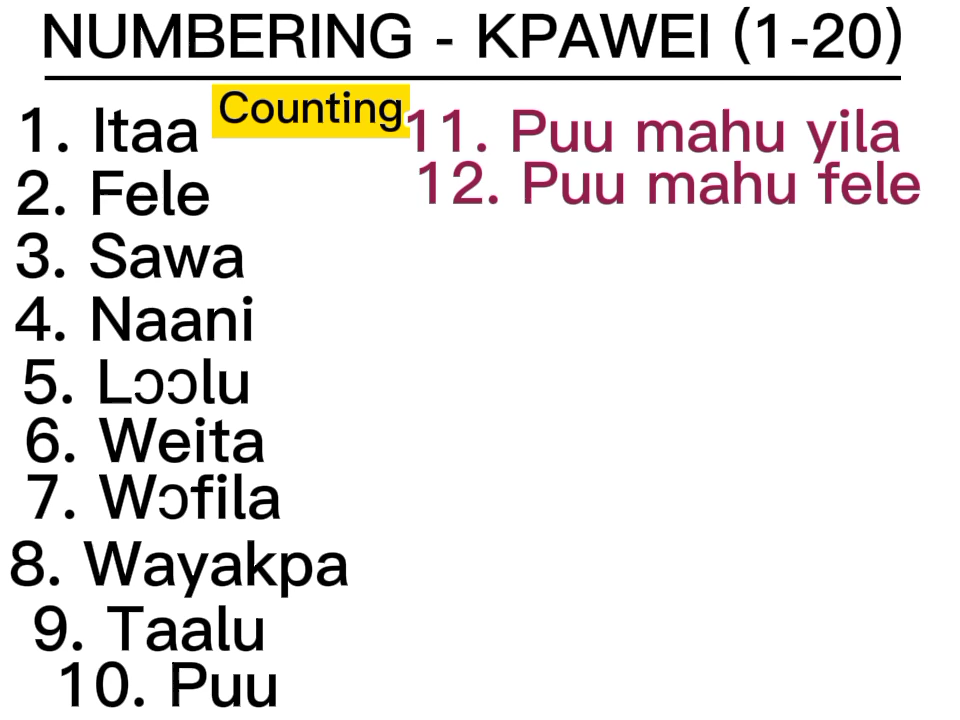 NUMBERING - KPAWEI (1-20)
Counting
1. Itaa
2. Fele
3. Sawa
4. Naani
5. Lɔɔlu
6. Weita
7. Wɔfila
8. Wayakpa
9. Taalu
10. Puu
11. Puu mahu yila
12. Puu mahu fele